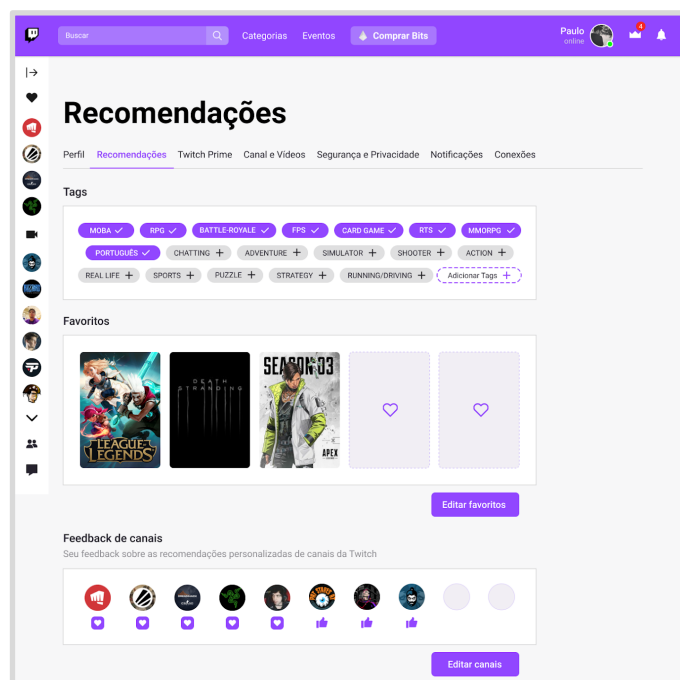 Buscar
Categorias
Eventos
Comprar Bits
Paulo
online
4
Recomendações
Perfil
Recomendações
Twitch Prime
Canal e Vídeos
Segurança e Privacidade
Notificações
Conexões
Tags
MOBA
RPG
BATTLE-ROYALE
FPS
CARD GAME
RTS
MMORPG
PORTUGUÊS
CHATTING
ADVENTURE
SIMULATOR
SHOOTER
ACTION
REAL LIFE
SPORTS
PUZZLE
STRATEGY
RUNNING/DRIVING
Adicionar Tags
Favoritos
LEAGUE OF
LEGENDS
DEATH
STRANDING
SEASON 03
APEX
Editar favoritos
Feedback de canais
Seu feedback sobre as recomendações personalizadas de canais da Twitch
Editar canais